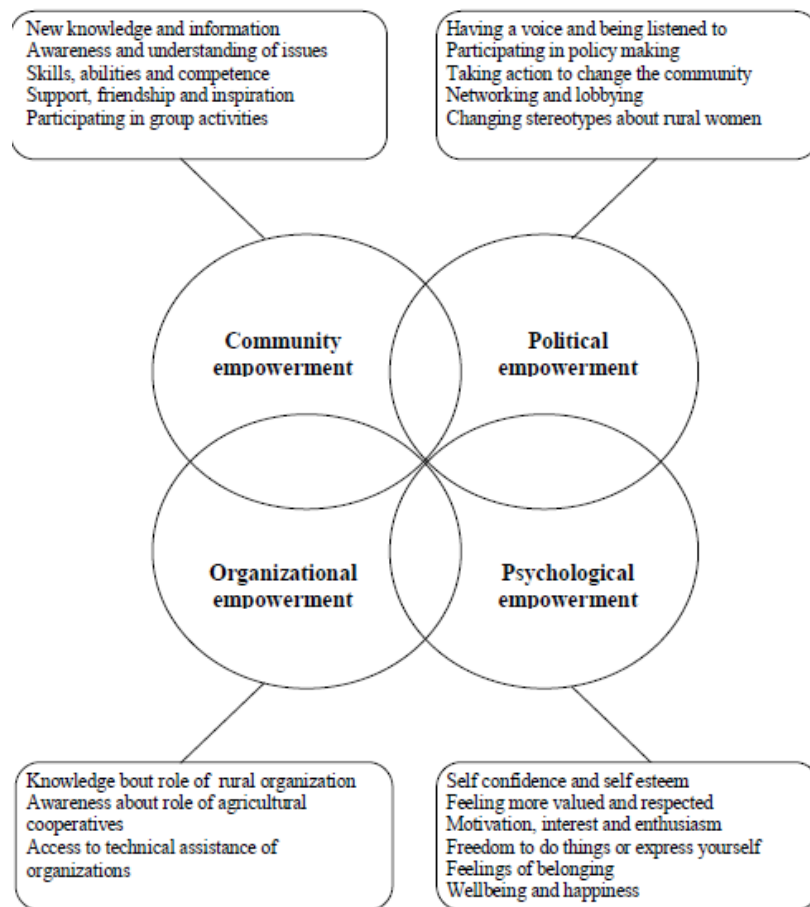 New knowledge and information
Awareness and understanding of issues
Skills, abilities and competence
Support, friendship and inspiration
Participating in group activities
Having a voice and being listened to
Participating in policy making
Taking action to change the community
Networking and lobbying
Changing stereotypes about rural women
Community
empowerment
Political
empowerment
Organizational
empowerment
Psychological
empowerment
Knowledge bout role of rural organization
Awareness about role of agricultural
cooperatives
Access to technical assistance of
organizations
Self confidence and self esteem
Feeling more valued and respected
Motivation, interest and enthusiasm
Freedom to do things or express yourself
Feelings of belonging
Wellbeing and happiness